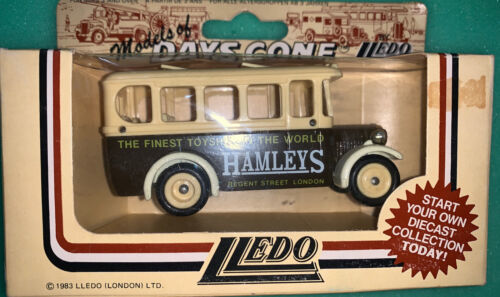 Models of
DAYS GONE
LLEDO
THE FINEST TOYSHOP IN THE WORLD
HAMLEYS
REGENT STREET LONDON
START
YOUR OWN
DIECAST
COLLECTION
TODAY!
LLEDO
© 1983 LLEDO (LONDON) LTD.